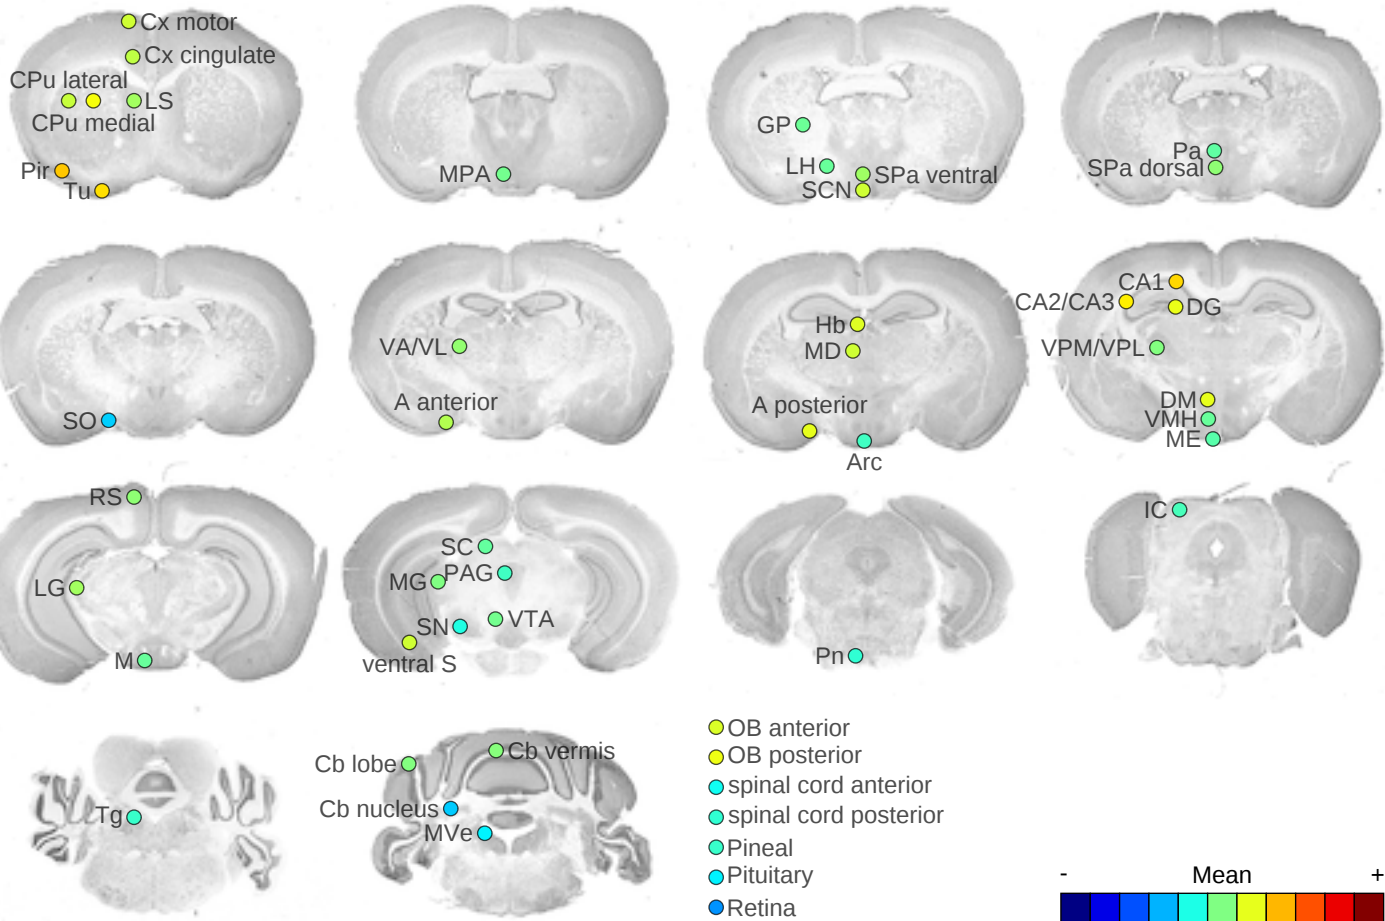 Cx motor
Cx cingulate
CPu lateral
LS
CPu medial
Pir
Tu
MPA
GP
LH
SPa ventral
SCN
Pa
SPa dorsal
SO
VA/VL
A anterior
Hb
MD
A posterior
Arc
CA1
CA2/CA3
DG
VPM/VPL
DM
VMH
ME
RS
LG
M
SC
PAG
MG
VTA
SN
ventral S
Pn
IC
Tg
Cb vermis
Cb lobe
Cb nucleus
MVe
OB anterior
OB posterior
spinal cord anterior
spinal cord posterior
Pineal
Pituitary
Retina
- Mean +